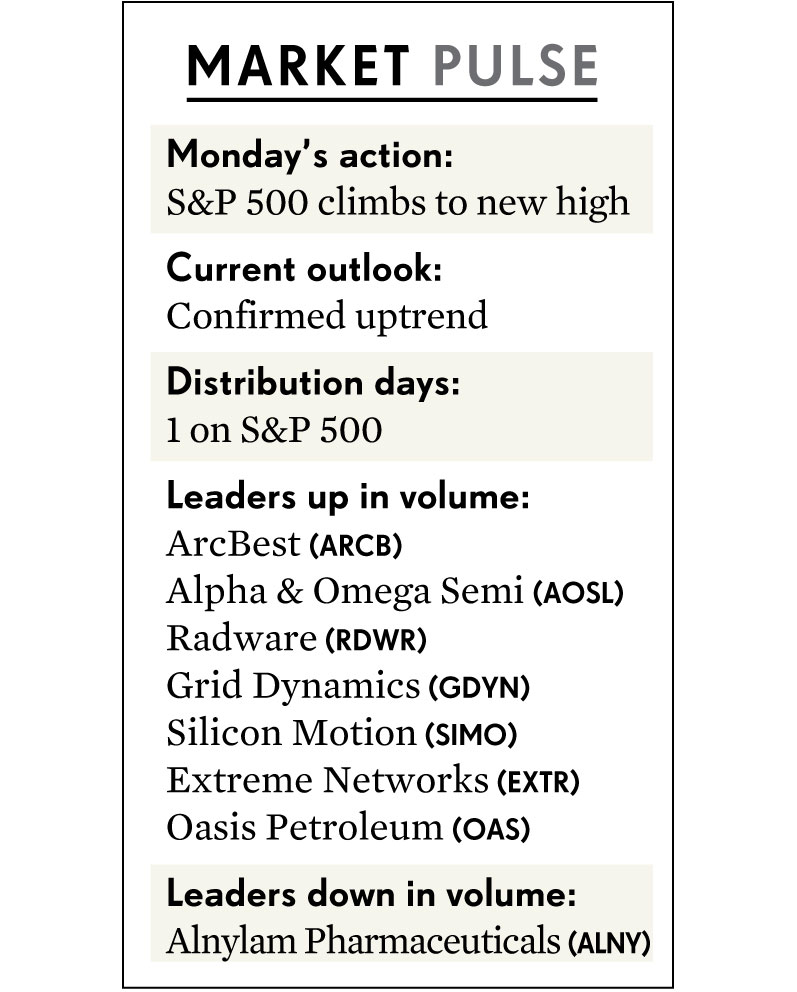 MARKET PULSE
Monday’s action:
S&P 500 climbs to new high
Current outlook:
Confirmed uptrend
Distribution days:
1 on S&P 500
Leaders up in volume:
ArcBest (ARCB)
Alpha & Omega Semi (AOSL)
Radware (RDWR)
Grid Dynamics (GDYN)
Silicon Motion (SIMO)
Extreme Networks (EXTR)
Oasis Petroleum (OAS)
Leaders down in volume:
Alnylam Pharmaceuticals (ALNY)